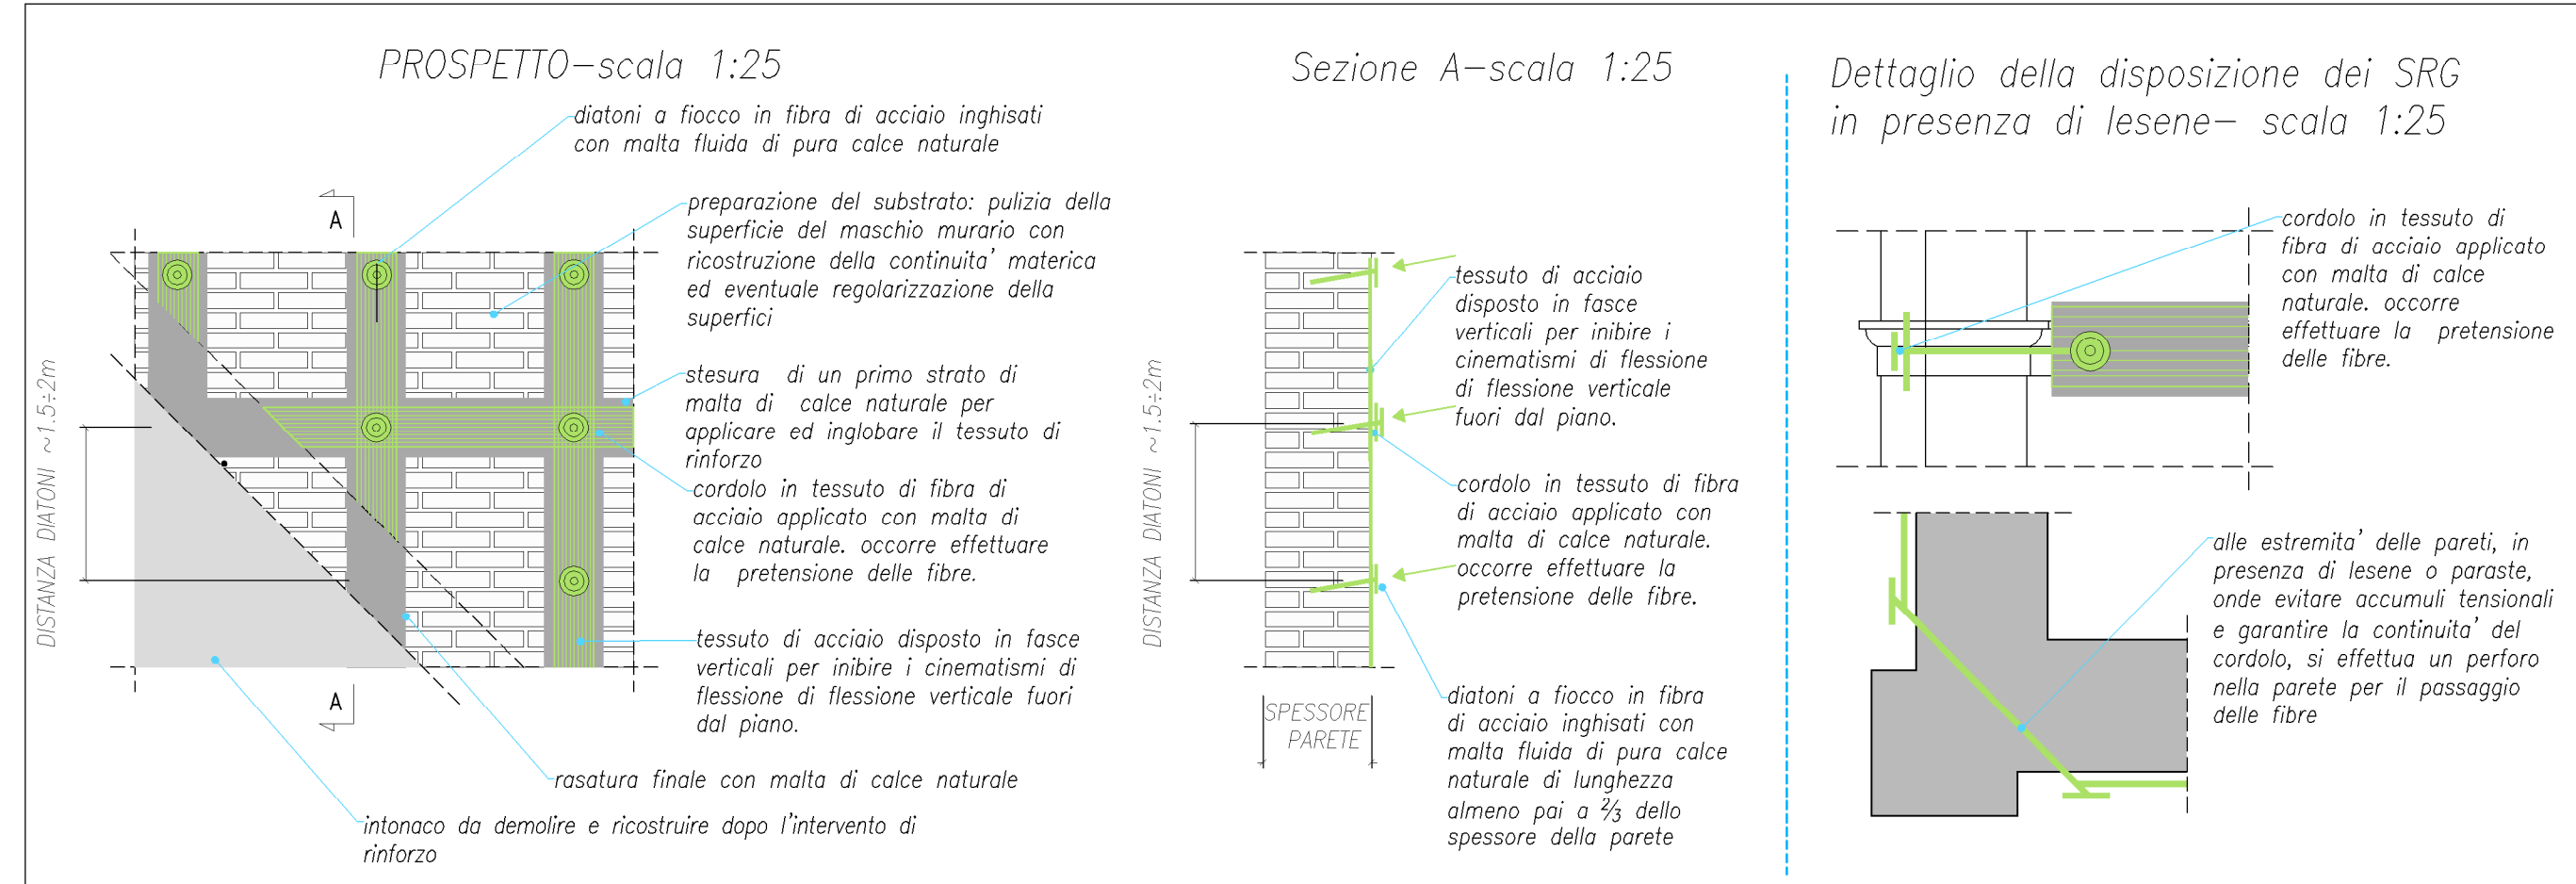 PROSPETTO-scala 1:25
diatoni a fiocco in fibra di acciaio inghisati
con malta fluida di pura calce naturale
preparazione del substrato: pulizia della
superficie del maschio murario con
ricostruzione della continuita' materica
ed eventuale regolarizzazione della
superfici
stesura di un primo strato di
malta di calce naturale per
applicare ed inglobare il tessuto di
rinforzo
cordolo in tessuto di fibra di
acciaio applicato con malta di
calce naturale. occorre effettuare
la pretensione delle fibre.
tessuto di acciaio disposto in fasce
verticali per inibire i cinematismi di
flessione di flessione verticale fuori
dal piano.
rasatura finale con malta di calce naturale
intonaco da demolire e ricostruire dopo l'intervento di
rinforzo
A
A
DISTANZA DIATONI ~1.5÷2m
Sezione A-scala 1:25
tessuto di acciaio
disposto in fasce
verticali per inibire i
cinematismi di flessione
di flessione verticale
fuori dal piano.
cordolo in tessuto di fibra
di acciaio applicato con
malta di calce naturale.
occorre effettuare la
pretensione delle fibre.
diatoni a fiocco in fibra
di acciaio inghisati con
malta fluida di pura calce
naturale di lunghezza
almeno pai a ⅔ dello
spessore della parete
DISTANZA DIATONI ~1.5÷2m
SPESSORE
PARETE
Dettaglio della disposizione dei SRG
in presenza di lesene- scala 1:25
cordolo in tessuto di
fibra di acciaio applicato
con malta di calce
naturale. occorre
effettuare la pretensione
delle fibre.
alle estremita' delle pareti, in
presenza di lesene o paraste,
onde evitare accumuli tensionali
e garantire la continuita' del
cordolo, si effettua un perforo
nella parete per il passaggio
delle fibre